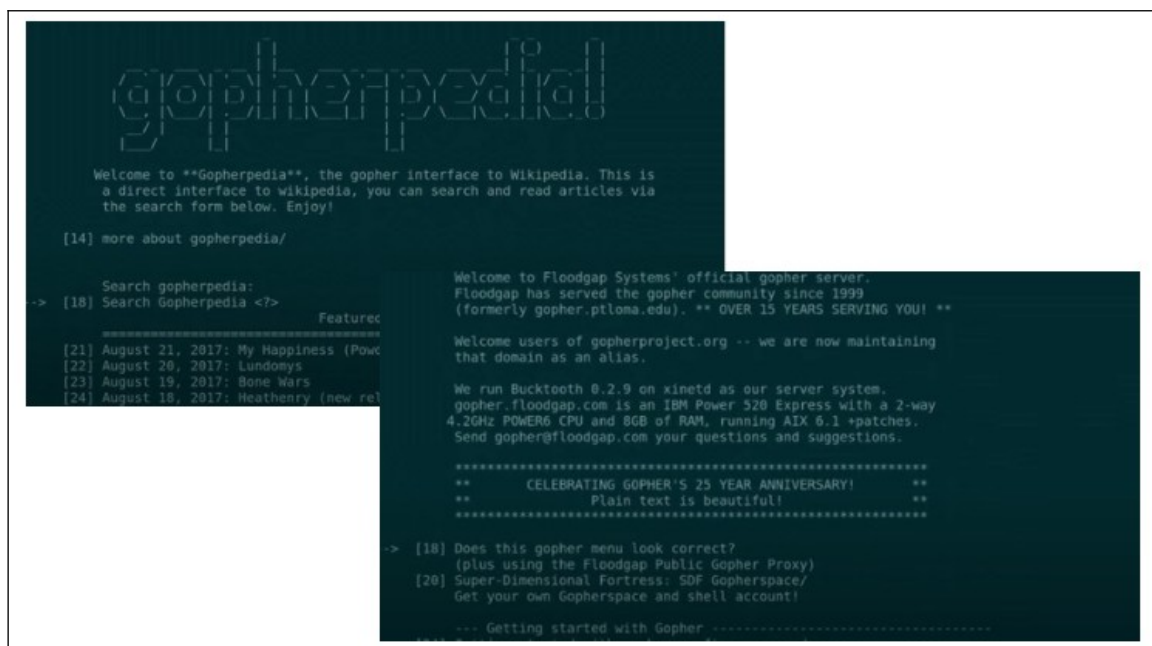 gopherpedia!
Welcome to **Gopherpedia**, the gopher interface to Wikipedia. This is
a direct interface to wikipedia, you can search and read articles via
the search form below. Enjoy!
[14] more about gopherpedia/
Search gopherpedia:
--> [18] Search Gopherpedia <?>
Featured
[21] August 21, 2017: My Happiness (Powd
[22] August 20, 2017: Lundomys
[23] August 19, 2017: Bone Wars
[24] August 18, 2017: Heathenry (new rel
Welcome to Floodgap Systems' official gopher server.
Floodgap has served the gopher community since 1999
(formerly gopher.ptloma.edu). ** OVER 15 YEARS SERVING YOU! **
Welcome users of gopherproject.org -- we are now maintaining
that domain as an alias.
We run Bucktooth 0.2.9 on xinetd as our server system.
gopher.floodgap.com is an IBM Power 520 Express with a 2-way
4.2GHz POWER6 CPU and 8GB of RAM, running AIX 6.1 +patches.
Send gopher@floodgap.com your questions and suggestions.
***********************************************************
** CELEBRATING GOPHER'S 25 YEAR ANNIVERSARY! **
** Plain text is beautiful! **
***********************************************************
-> [18] Does this gopher menu look correct?
(plus using the Floodgap Public Gopher Proxy)
[20] Super-Dimensional Fortress: SDF Gopherspace/
Get your own Gopherspace and shell account!
--- Getting started with Gopher -----------------------------------